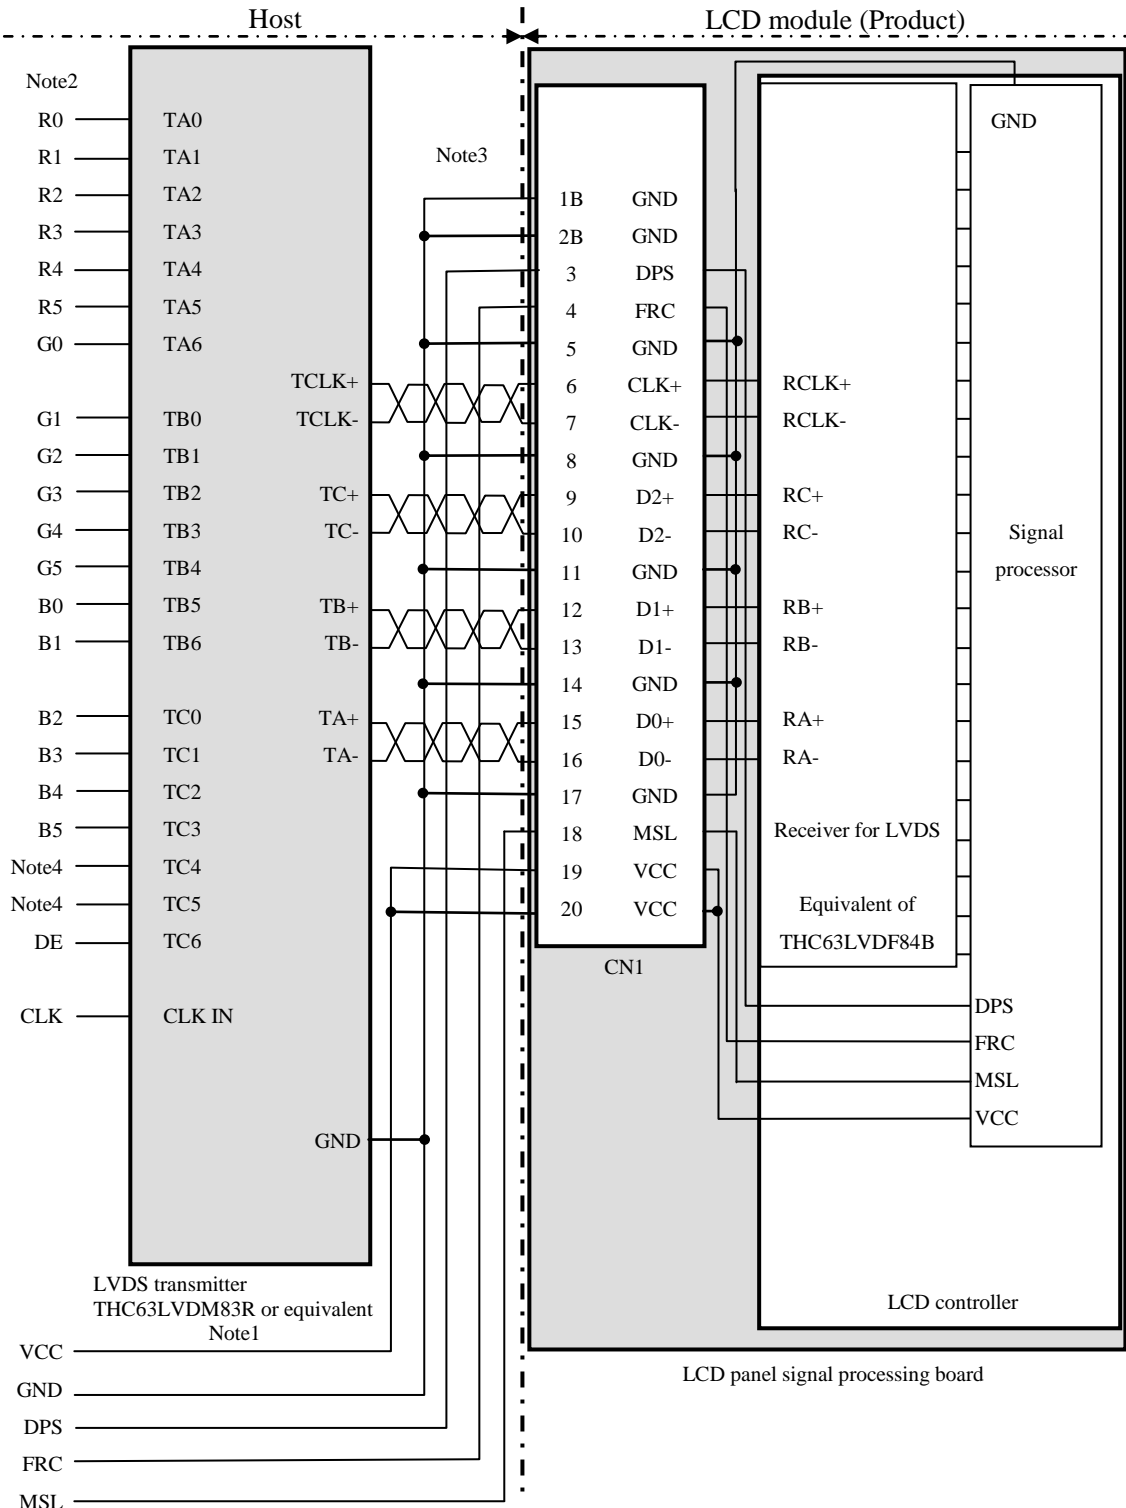 Host
LCD module (Product)
Note2
R0 TA0
R1 TA1
R2 TA2
R3 TA3
R4 TA4
R5 TA5
G0 TA6
G1 TB0
G2 TB1
G3 TB2
G4 TB3
G5 TB4
B0 TB5
B1 TB6
B2 TC0
B3 TC1
B4 TC2
B5 TC3
Note4 TC4
Note4 TC5
DE TC6
CLK CLK IN
TCLK+
TCLK-
TC+
TC-
TB+
TB-
TA+
TA-
GND
LVDS transmitter
THC63LVDM83R or equivalent
Note1
VCC
GND
DPS
FRC
MSL
Note3
1B GND
2B GND
3 DPS
4 FRC
5 GND
6 CLK+
7 CLK-
8 GND
9 D2+
10 D2-
11 GND
12 D1+
13 D1-
14 GND
15 D0+
16 D0-
17 GND
18 MSL
19 VCC
20 VCC
CN1
RCLK+
RCLK-
RC+
RC-
RB+
RB-
RA+
RA-
Receiver for LVDS
Equivalent of
THC63LVDF84B
GND
Signal
processor
DPS
FRC
MSL
VCC
LCD controller
LCD panel signal processing board